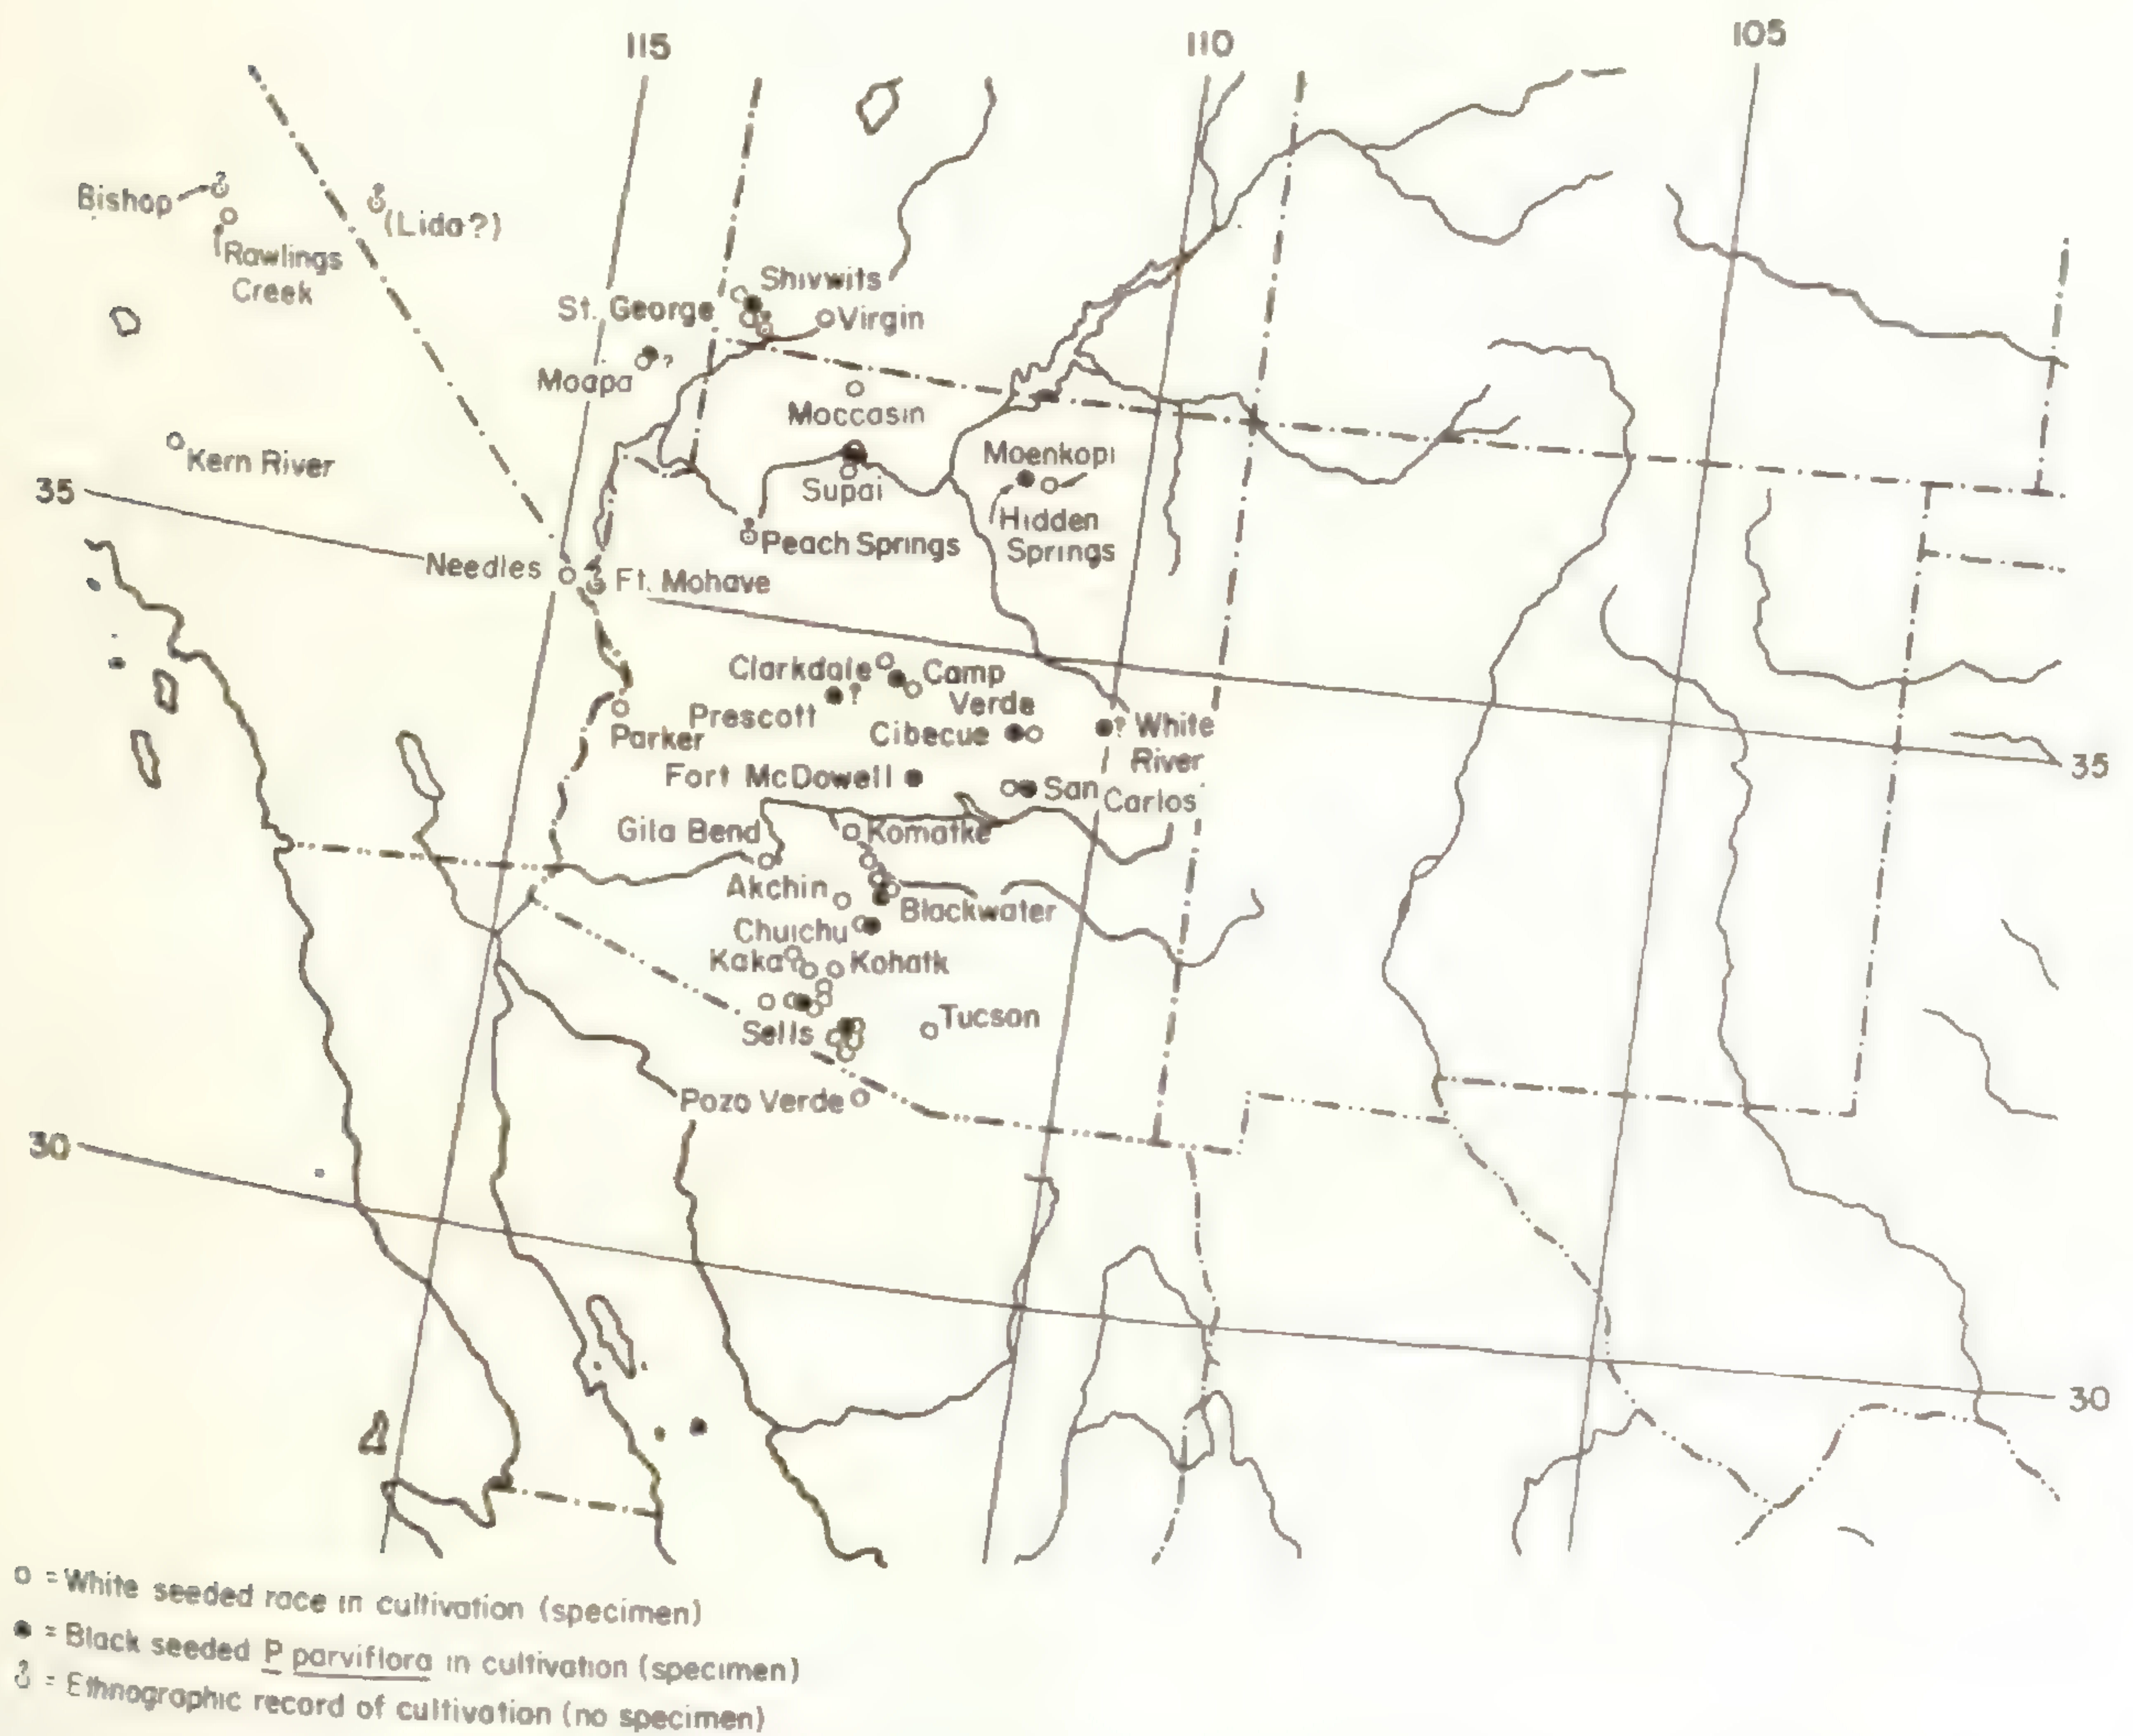 115
110
105
Bishop
(Lida?)
Rawlings
Creek
Shivwits
St. George
Virgin
?
Moapa
Moccasin
Kern River
Moenkopi
35
Supai
Hidden
Springs
Peach Springs
Needles
Ft. Mohave
Clarkdale
Camp
Verde
?
Prescott
Parker
Cibecue
? White
River
35
Fort McDowell
San Carlos
Gila Bend
Komatke
Akchin
Blackwater
Chuichu
Kaka
Kohatk
Tucson
Sells
Pozo Verde
30
30
o = White seeded race in cultivation (specimen)
● = Black seeded P parviflora in cultivation (specimen)
= Ethnographic record of cultivation (no specimen)